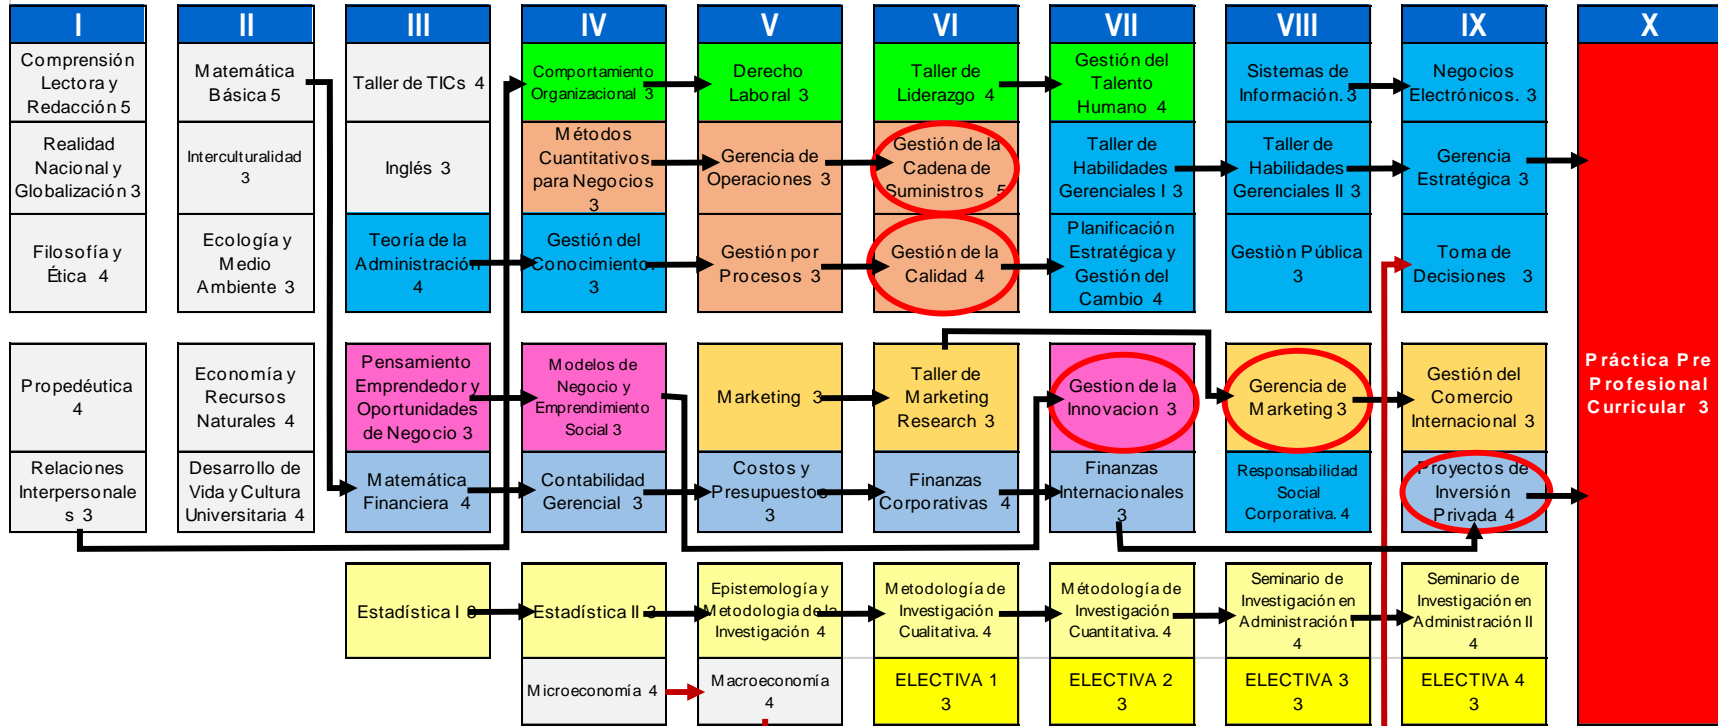 I
II
III
IV
V
VI
VII
VIII
IX
X
Comprensión
Lectora y
Redacción 5
Matemática
Básica 5
Taller de TICs 4
Comportamiento
Organizacional 3
Derecho
Laboral 3
Taller de
Liderazgo 4
Gestión del
Talento
Humano 4
Sistemas de
Información. 3
Negocios
Electrónicos. 3
Realidad
Nacional y
Globalización 3
Interculturalidad
3
Inglés 3
Métodos
Cuantitativos
para Negocios
3
Gerencia de
Operaciones 3
Gestión de la
Cadena de
Suministros 5
Taller de
Habilidades
Gerenciales I 3
Taller de
Habilidades
Gerenciales II 3
Gerencia
Estratégica 3
Filosofía y
Ética 4
Ecología y
Medio
Ambiente 3
Teoría de la
Administración
4
Gestión del
Conocimiento.
3
Gestión por
Procesos 3
Gestión de la
Calidad 4
Planificación
Estratégica y
Gestión del
Cambio 4
Gestiòn Pública
3
Toma de
Decisiones 3
Propedéutica
4
Economía y
Recursos
Naturales 4
Pensamiento
Emprendedor y
Oportunidades
de Negocio 3
Modelos de
Negocio y
Emprendimiento
Social 3
Marketing 3
Taller de
Marketing
Research 3
Gestion de la
Innovacion 3
Gerencia de
Marketing 3
Gestión del
Comercio
Internacional 3
Práctica Pre
Profesional
Curricular 3
Relaciones
Interpersonale
s 3
Desarrollo de
Vida y Cultura
Universitaria 4
Matemática
Financiera 4
Contabilidad
Gerencial 3
Costos y
Presupuestos
3
Finanzas
Corporativas 4
Finanzas
Internacionales
3
Responsabilidad
Social
Corporativa. 4
Proyectos de
Inversión
Privada 4
Estadística I 3
Estadística II 3
Epistemología y
Metodologia de la
Investigación 4
Metodología de
Investigación
Cualitativa. 4
Métodología de
Investigación
Cuantitativa. 4
Seminario de
Investigación en
Administración I
4
Seminario de
Investigación en
Administración II
4
Microeconomía 4
Macroeconomía
4
ELECTIVA 1
3
ELECTIVA 2
3
ELECTIVA 3
3
ELECTIVA 4
3